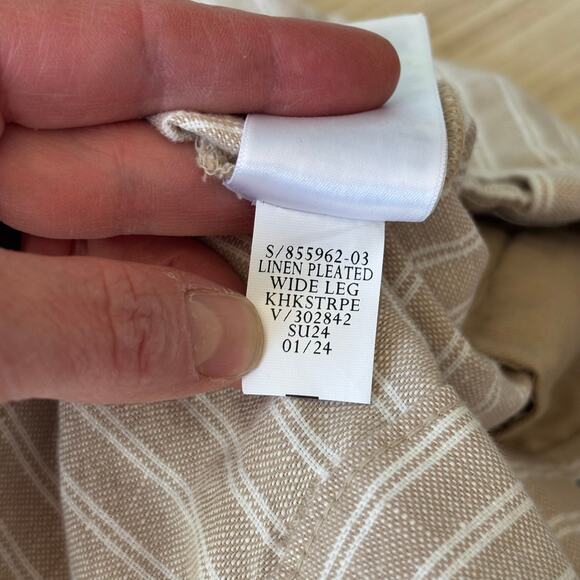 S/855962-03
LINEN PLEATED
WIDE LEG
KHKSTRPE
V/302842
SU24
01/24